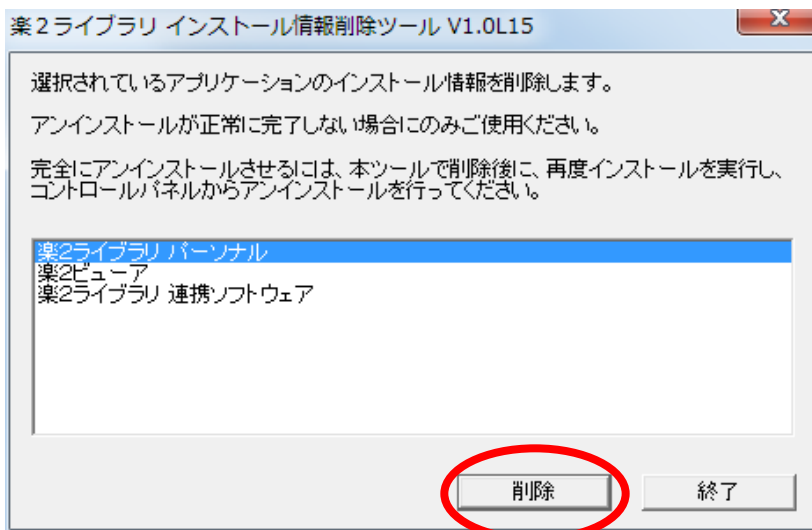 楽２ライブラリ インストール情報削除ツール V1.0L15
選択されているアプリケーションのインストール情報を削除します。
アンインストールが正常に完了しない場合にのみご使用ください。
完全にアンインストールさせるには、本ツールで削除後に、再度インストールを実行し、
コントロールパネルからアンインストールを行ってください。
楽2ライブラリ パーソナル
楽2ビューア
楽2ライブラリ 連携ソフトウェア
削除
終了